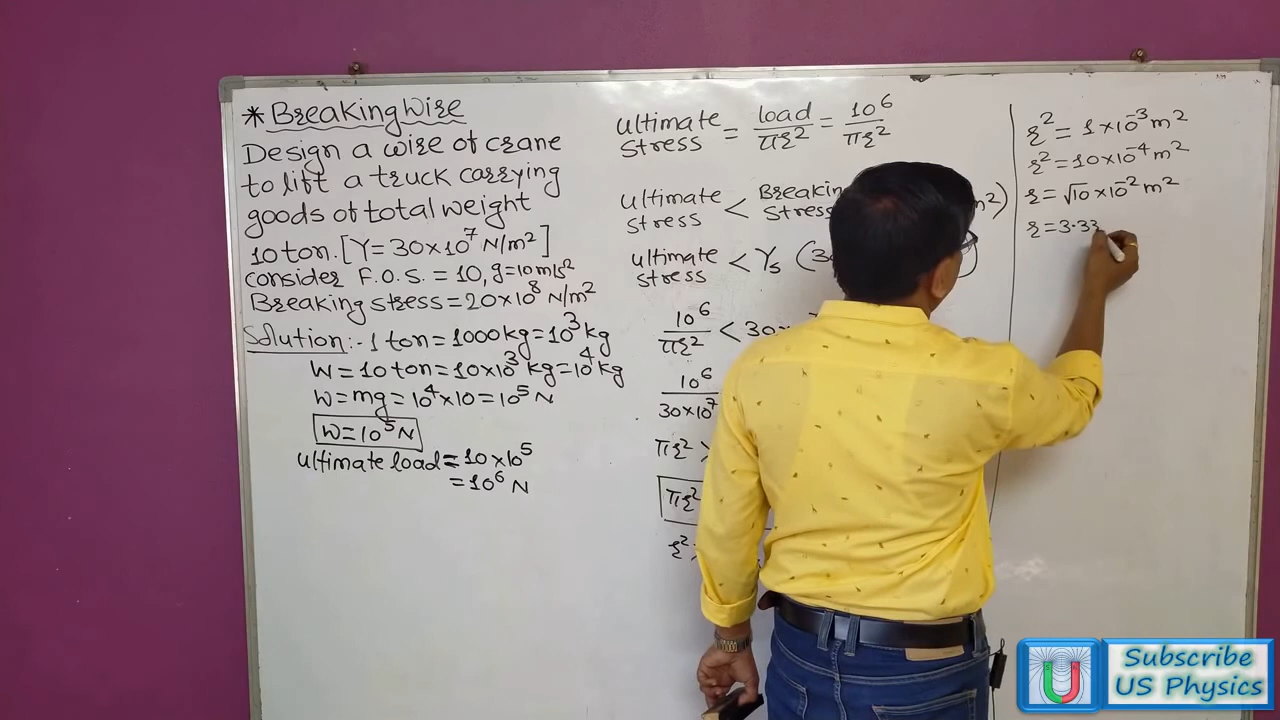 * Breaking Wire
Design a wire of crane
to lift a truck carrying
goods of total weight
10 ton. [Y=30×10⁷ N/m²]
consider F.O.S. = 10, g=10m/s²
Breaking stress = 20×10⁸ N/m²
Solution:- 1 ton = 1000kg = 10³ kg
W = 10 ton = 10×10³ kg = 10⁴ kg
W = mg = 10⁴×10 = 10⁵ N
W = 10⁵ N
Ultimate load = 10×10⁵
= 10⁶ N
Ultimate stress = load/πr² = 10⁶/πr²
Ultimate stress < Breaking Stress
Ultimate stress < Ys (30
10⁶/πr² < 30×
10⁶/30×10⁷
πr² >
πr²
r² >
r² = 1×10⁻³ m²
r² = 10×10⁻⁴ m²
r = √10×10⁻² m²
r = 3.33
Subscribe
US Physics